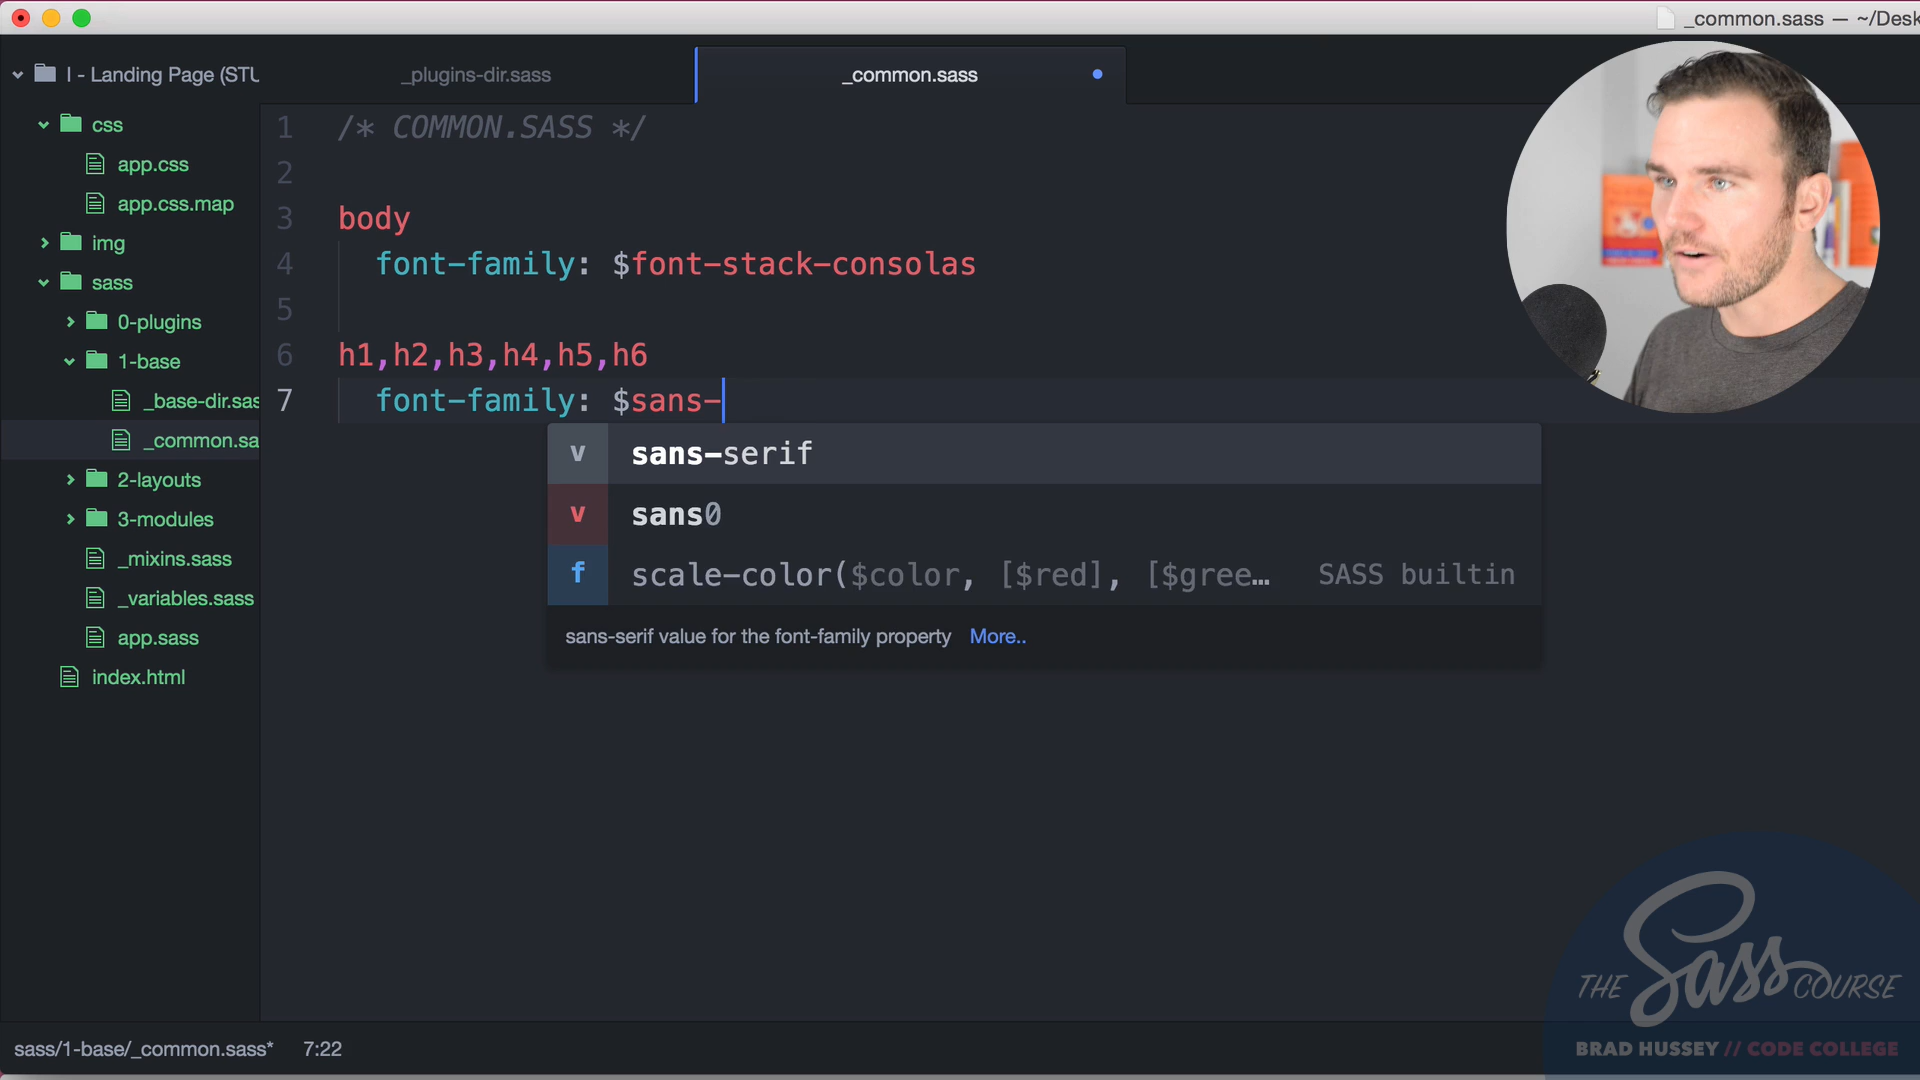 _common.sass — ~/Desk
I - Landing Page (STU
css
app.css
app.css.map
img
sass
0-plugins
1-base
_base-dir.sas
_common.sa
2-layouts
3-modules
_mixins.sass
_variables.sass
app.sass
index.html
_plugins-dir.sass
_common.sass
1 /* COMMON.SASS */
2
3 body
4 font-family: $font-stack-consolas
5
6 h1,h2,h3,h4,h5,h6
7 font-family: $sans-
v sans-serif
v sans0
f scale-color($color, [$red], [$gree… SASS builtin
sans-serif value for the font-family property More..
THE Sass COURSE
BRAD HUSSEY // CODE COLLEGE
sass/1-base/_common.sass* 7:22